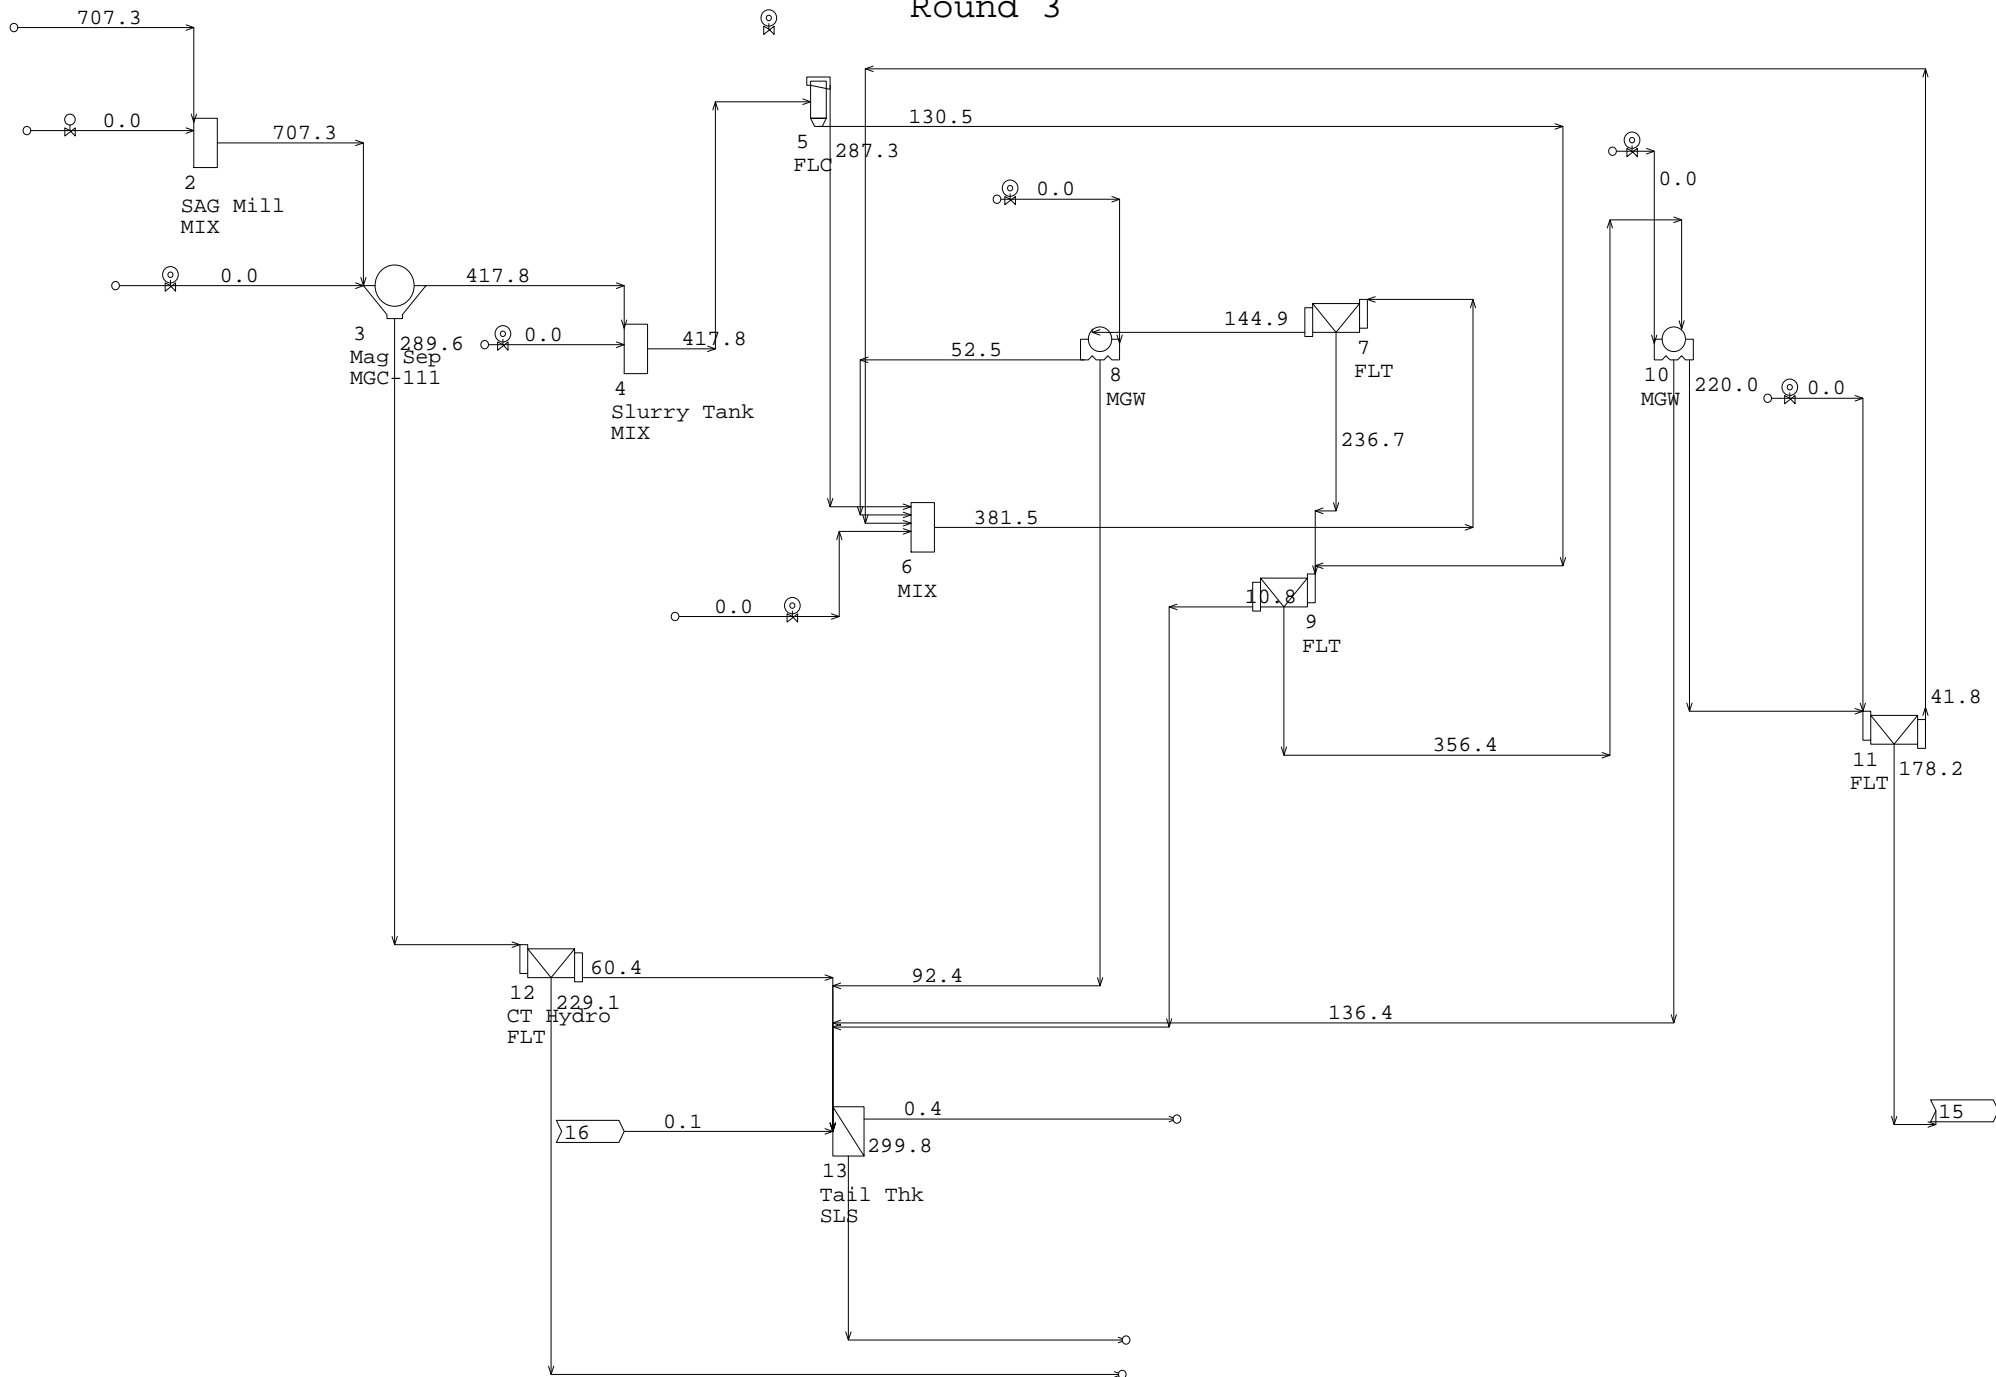 Round 3
707.3
0.0
707.3
2
SAG Mill
MIX
130.5
5
287.3
FLC
0.0
0.0
0.0
417.8
3
289.6
Mag Sep
MGC-111
0.0
417.8
4
Slurry Tank
MIX
52.5
8
MGW
144.9
7
FLT
10
220.0
MGW
0.0
236.7
381.5
6
MIX
0.0
10.8
9
FLT
41.8
356.4
11
178.2
FLT
60.4
12
229.1
CT Hydro
FLT
92.4
136.4
16
0.1
0.4
299.8
13
Tail Thk
SLS
15